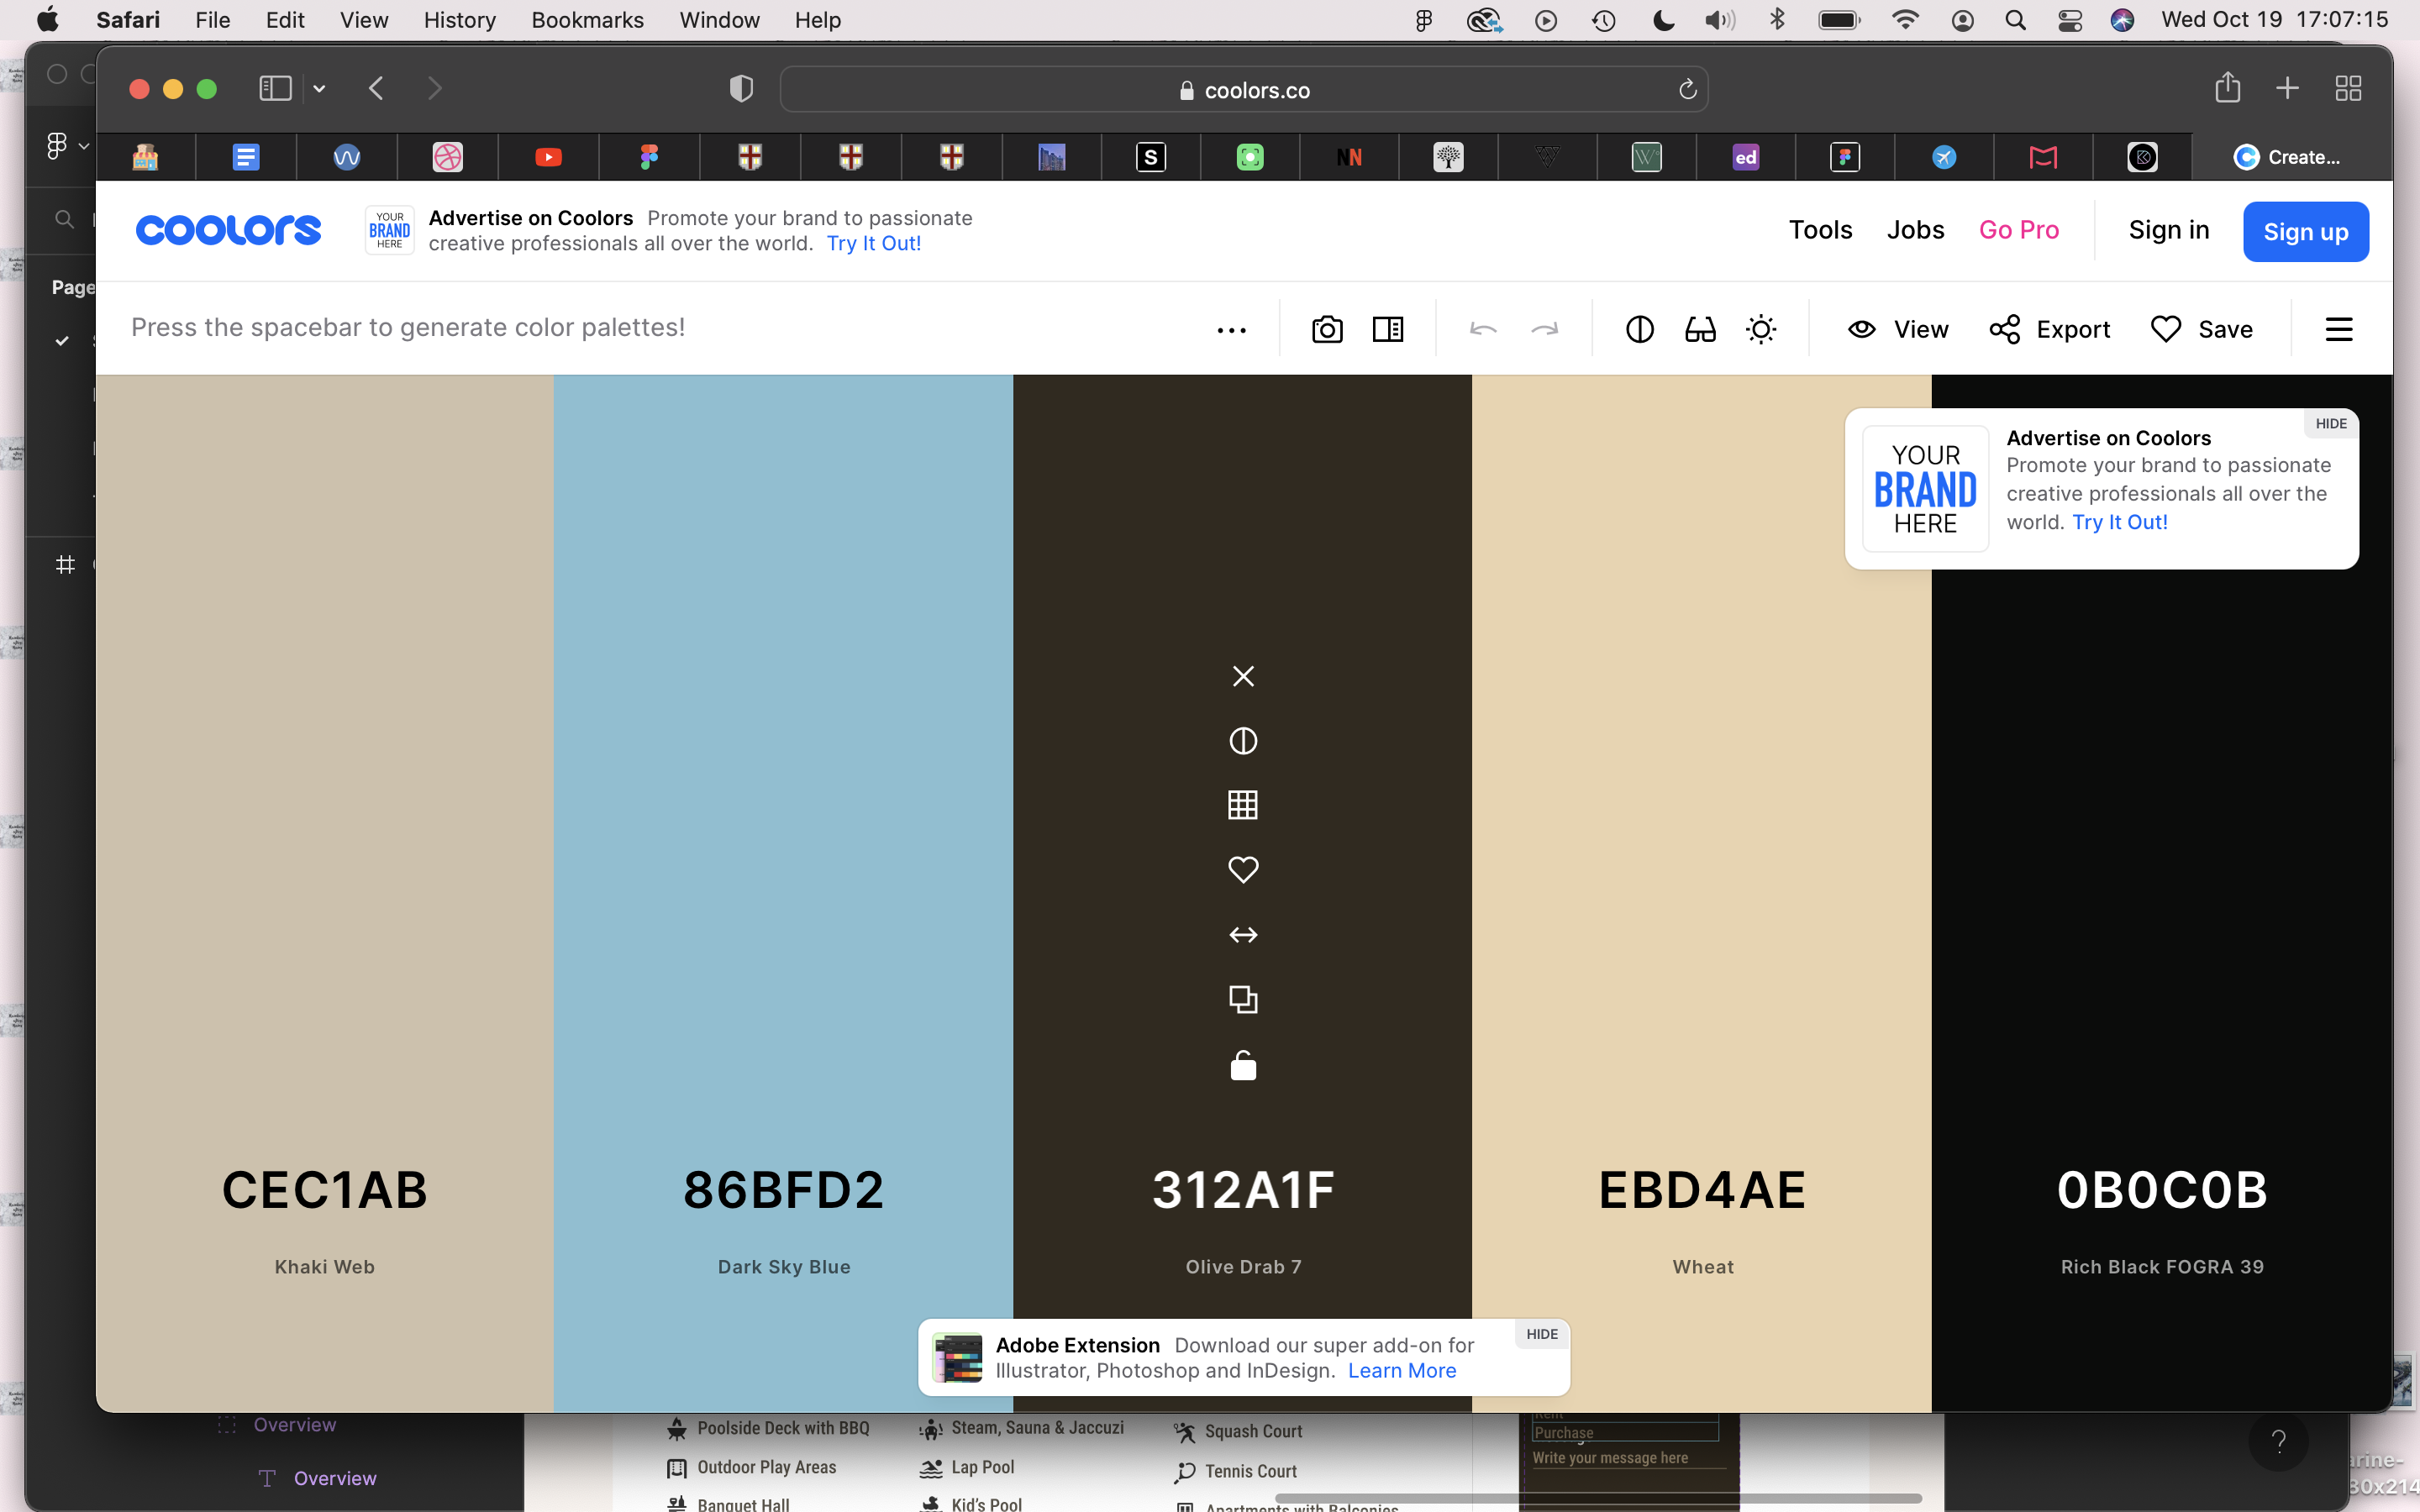 Safari File Edit View History Bookmarks Window Help Wed Oct 19 17:07:15
coolors.co
S NN W ed Create...
coolors
YOUR
BRAND
HERE
Advertise on Coolors Promote your brand to passionate
creative professionals all over the world. Try It Out!
Tools Jobs Go Pro Sign in Sign up
Page
Press the spacebar to generate color palettes!
View Export Save
HIDE
YOUR
BRAND
HERE
Advertise on Coolors
Promote your brand to passionate
creative professionals all over the
world. Try It Out!
CEC1AB 86BFD2 312A1F EBD4AE 0B0C0B
Khaki Web Dark Sky Blue Olive Drab 7 Wheat Rich Black FOGRA 39
HIDE
Adobe Extension Download our super add-on for
Illustrator, Photoshop and InDesign. Learn More
Overview
Overview
Poolside Deck with BBQ Steam, Sauna & Jaccuzi Squash Court
Outdoor Play Areas Lap Pool Tennis Court
Banquet Hall Kid's Pool Apartments with Balconies
Rent
Purchase
Write your message here
?
arine-
30x214